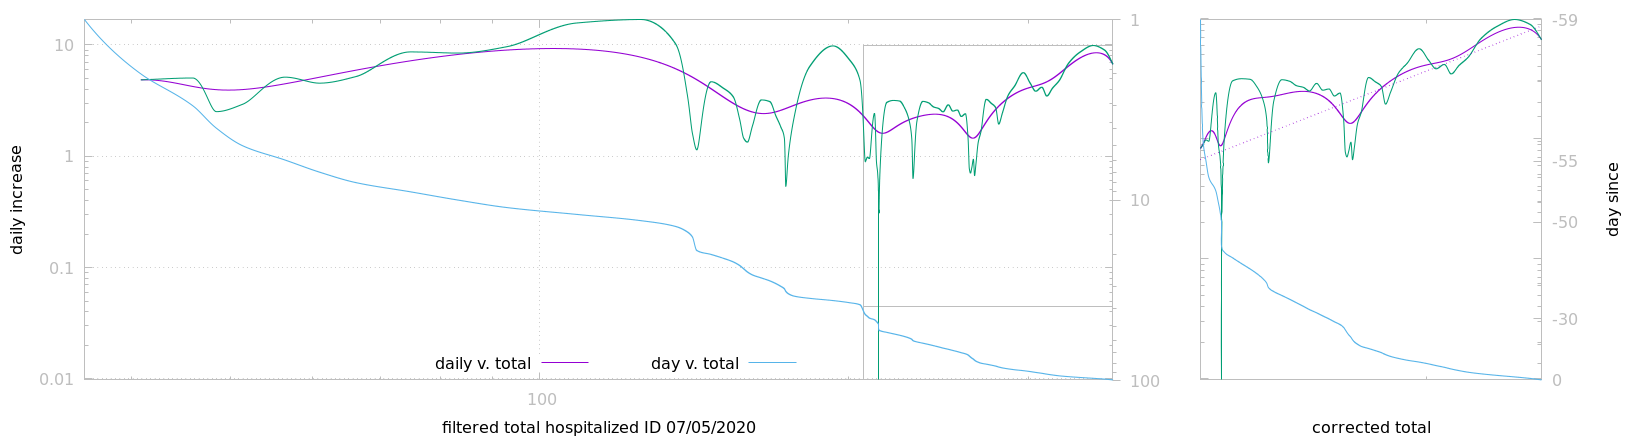 daily increase
10
1
0.1
0.01
100
1
10
100
daily v. total
day v. total
filtered total hospitalized ID 07/05/2020
-59
-55
-50
-30
0
day since
corrected total